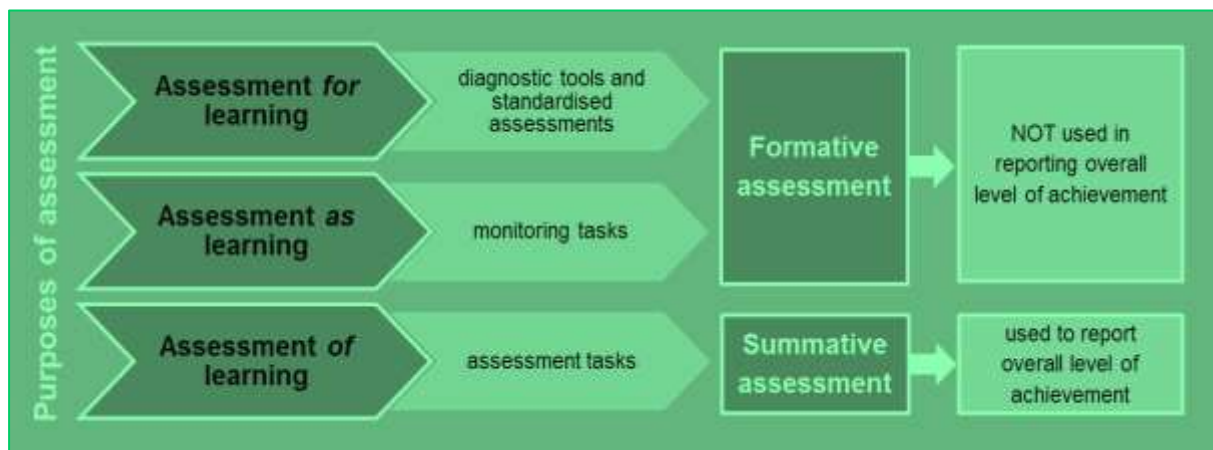 Purposes of assessment
Assessment for
learning
diagnostic tools and
standardised
assessments
Formative
assessment
NOT used in
reporting overall
level of achievement
Assessment as
learning
monitoring tasks
Assessment of
learning
assessment tasks
Summative
assessment
used to report
overall level of
achievement